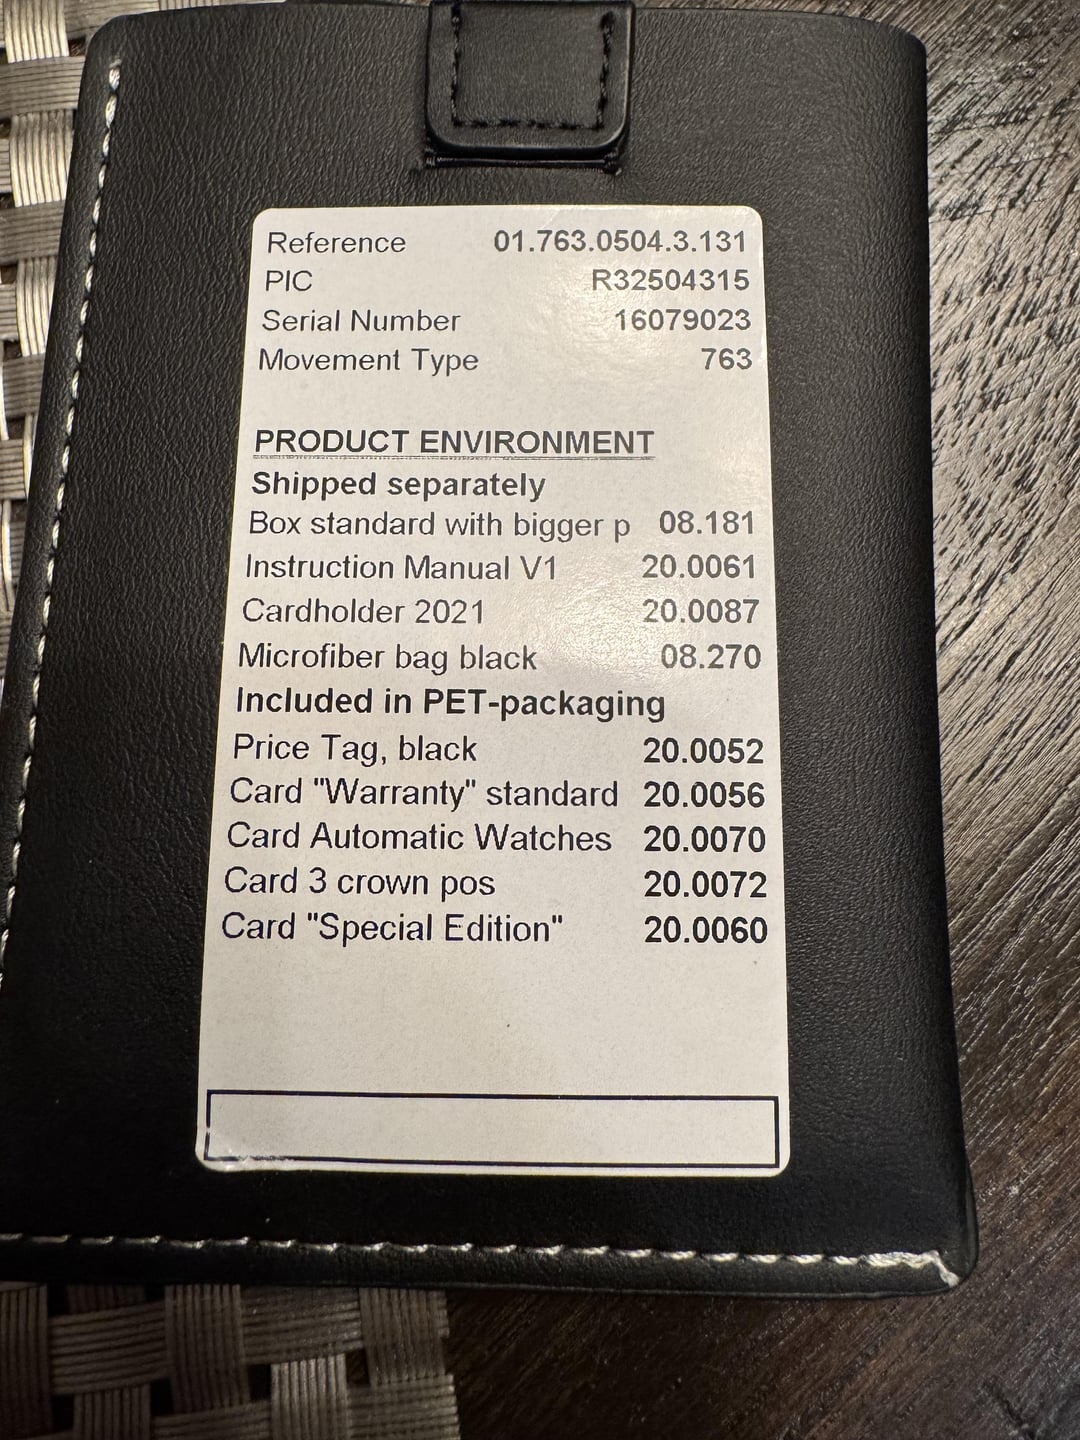 Reference 01.763.0504.3.131
PIC R32504315
Serial Number 16079023
Movement Type 763
PRODUCT ENVIRONMENT
Shipped separately
Box standard with bigger p 08.181
Instruction Manual V1 20.0061
Cardholder 2021 20.0087
Microfiber bag black 08.270
Included in PET-packaging
Price Tag, black 20.0052
Card "Warranty" standard 20.0056
Card Automatic Watches 20.0070
Card 3 crown pos 20.0072
Card "Special Edition" 20.0060